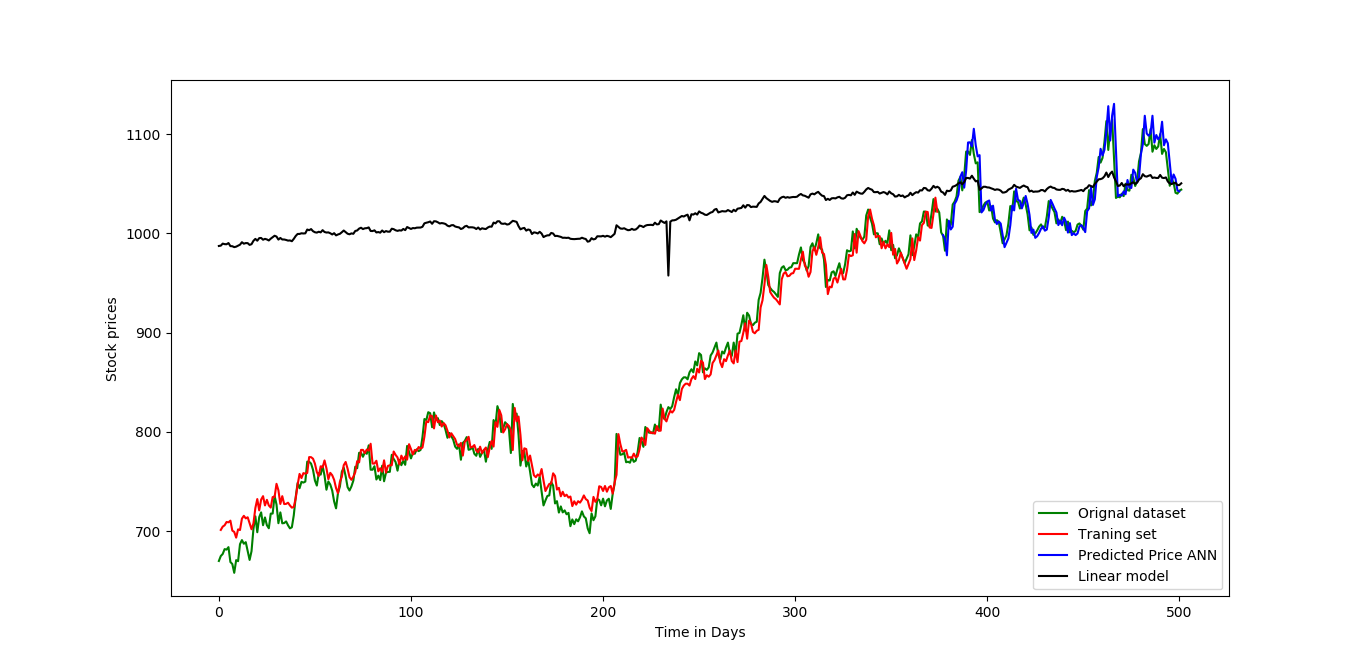 1100
1000
900
800
700
Stock prices
0 100 200 300 400 500
Time in Days
Orignal dataset
Traning set
Predicted Price ANN
Linear model